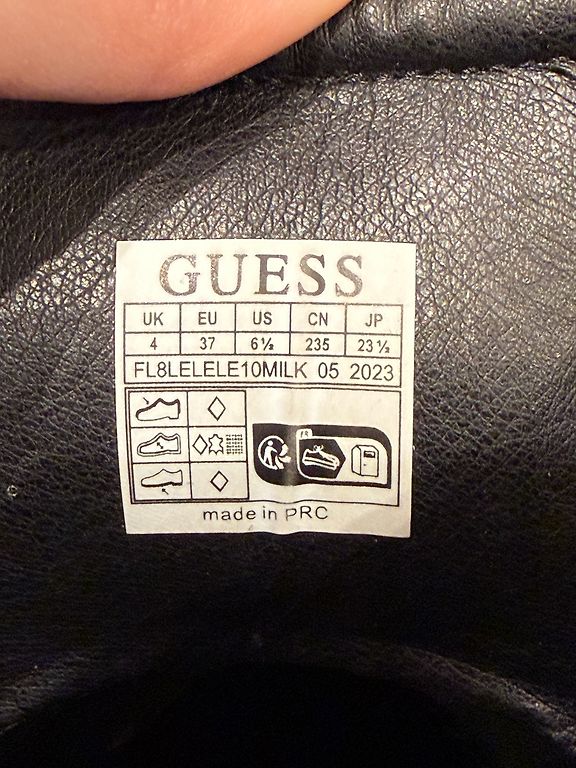 GUESS
UK EU US CN JP
4 37 6½ 235 23½
FL8LELELE10MILK 05 2023
FR
made in PRC